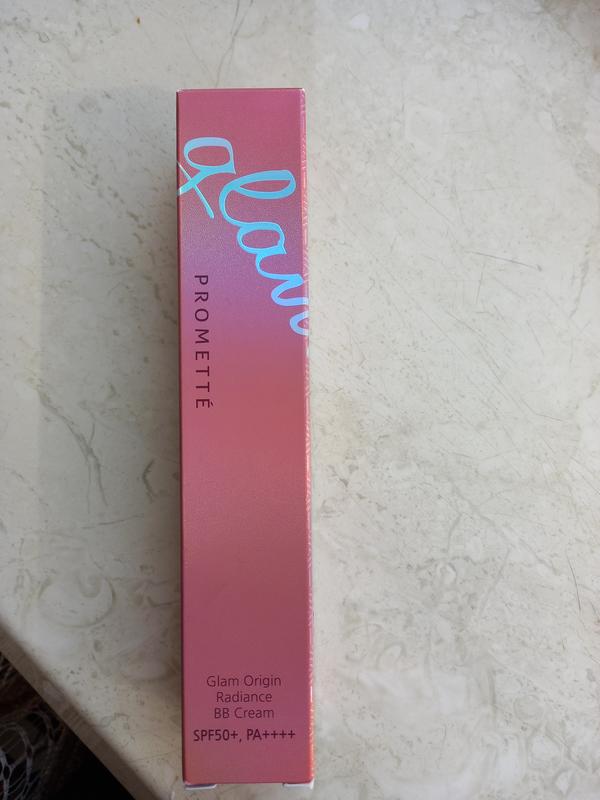 glam
PROMETTÉ
Glam Origin
Radiance
BB Cream
SPF50+, PA++++